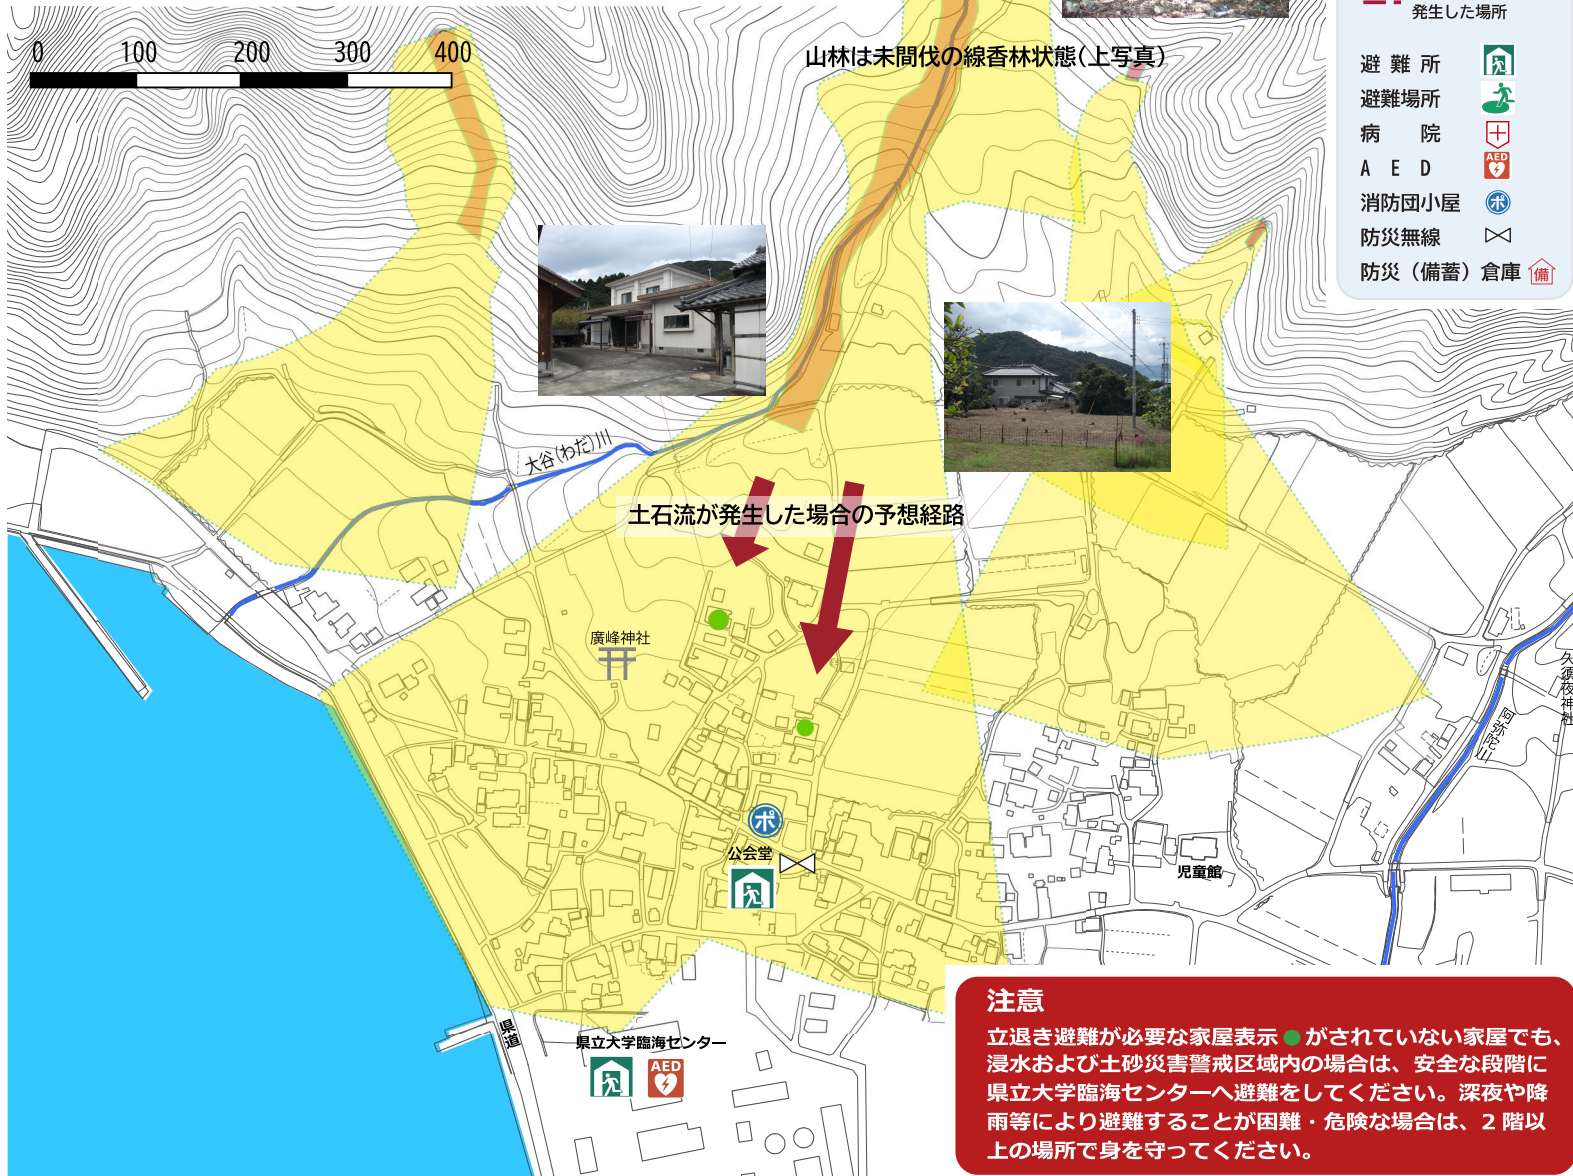 発生した場所
0 100 200 300 400
山林は未間伐の線香林状態(上写真)
避難所
避難場所
病院
AED
AED
消防団小屋
ポ
防災無線
防災（備蓄）倉庫
備
大谷(わだ)川
土石流が発生した場合の予想経路
廣峰神社
久須夜神社
阿弥陀川
ポ
公会堂
児童館
県道
県立大学臨海センター
AED
注意
立退き避難が必要な家屋表示●がされていない家屋でも、
浸水および土砂災害警戒区域内の場合は、安全な段階に
県立大学臨海センターへ避難をしてください。深夜や降
雨等により避難することが困難・危険な場合は、2階以
上の場所で身を守ってください。